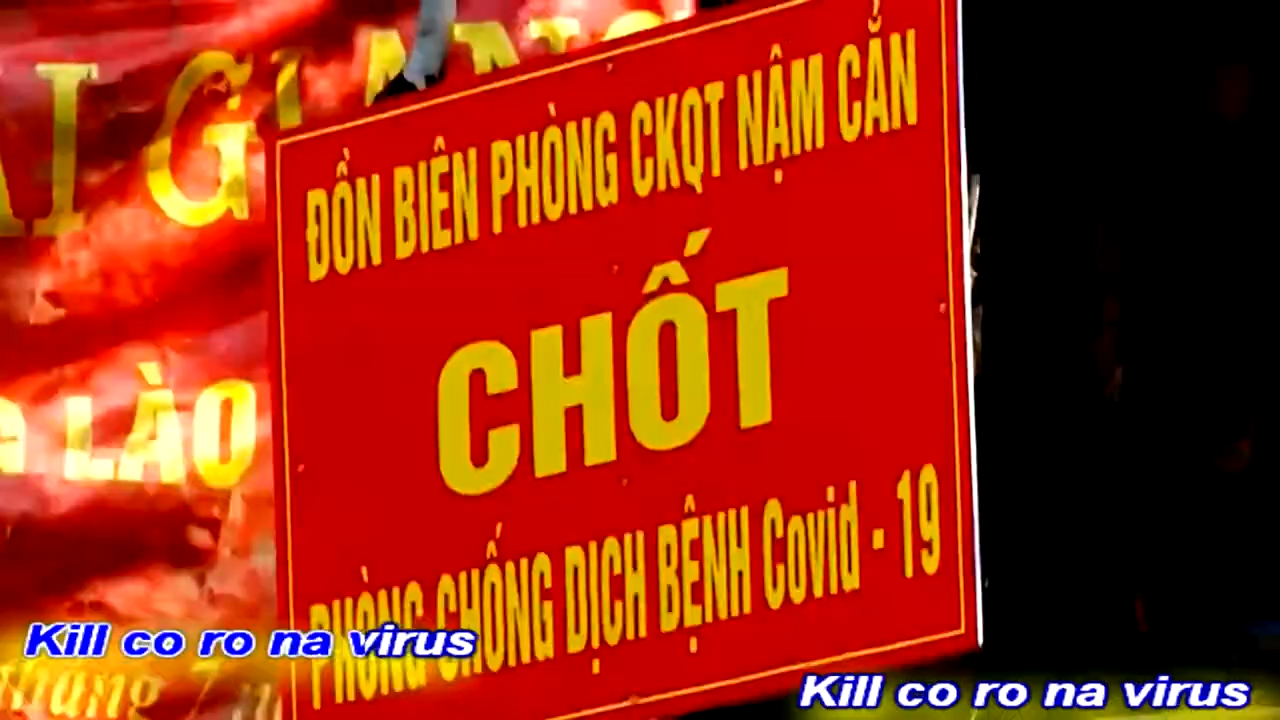 ĐỒN BIÊN PHÒNG CKQT NẬM CẮN
CHỐT
PHÒNG CHỐNG DỊCH BỆNH Covid - 19
LÀO
Kill co ro na virus
Kill co ro na virus